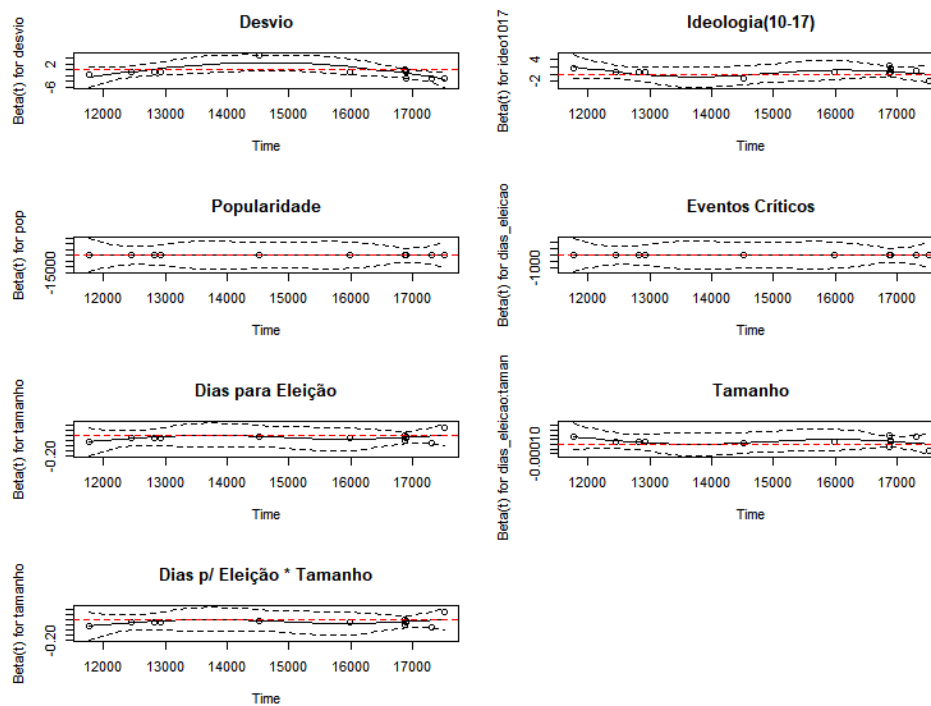 Desvio
Beta(t) for desvio
2
-6
12000 13000 14000 15000 16000 17000
Time
Ideologia(10-17)
Beta(t) for ideo1017
4
-2
12000 13000 14000 15000 16000 17000
Time
Popularidade
Beta(t) for pop
-15000
12000 13000 14000 15000 16000 17000
Time
Eventos Críticos
Beta(t) for dias_eleicao
-1000
12000 13000 14000 15000 16000 17000
Time
Dias para Eleição
Beta(t) for tamanho
-0.20
12000 13000 14000 15000 16000 17000
Time
Tamanho
Beta(t) for dias_eleicao:taman
-0.00010
12000 13000 14000 15000 16000 17000
Time
Dias p/ Eleição * Tamanho
Beta(t) for tamanho
-0.20
12000 13000 14000 15000 16000 17000
Time